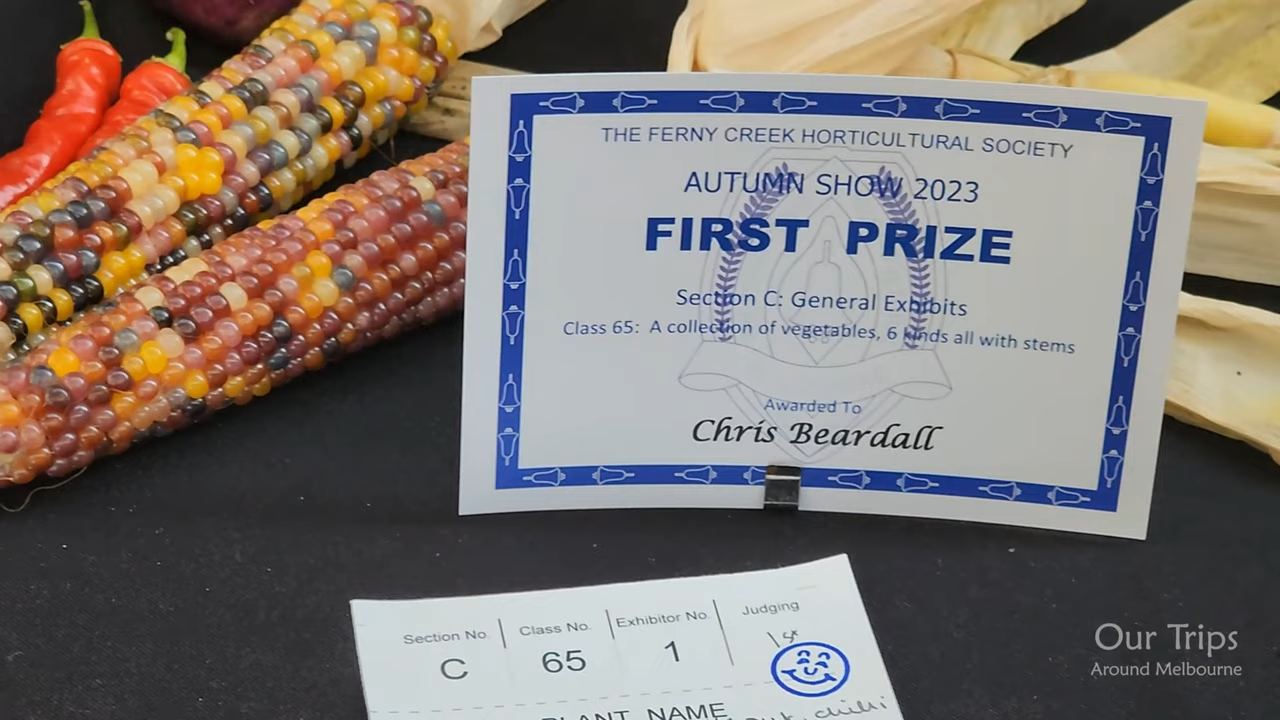 THE FERNY CREEK HORTICULTURAL SOCIETY
AUTUMN SHOW 2023
FIRST PRIZE
Section C: General Exhibits
Class 65: A collection of vegetables, 6 kinds all with stems
Awarded To
Chris Beardall
Section No. Class No. Exhibitor No. Judging
C 65 1 1st
PLANT NAME
chilli
Our Trips
Around Melbourne